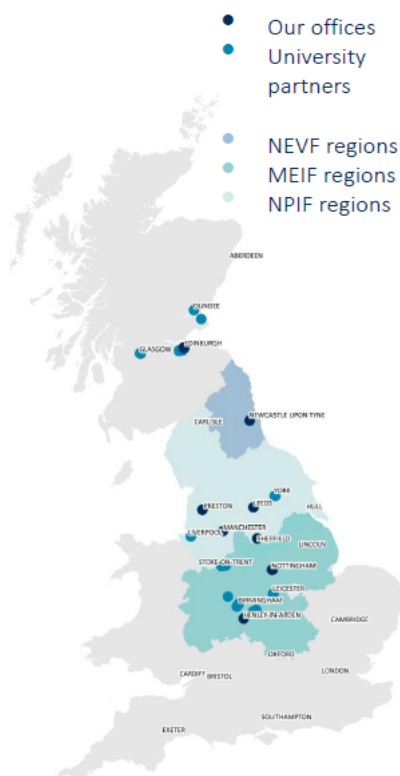 Our offices
University
partners
NEVF regions
MEIF regions
NPIF regions
ABERDEEN
DUNDEE
EDINBURGH
GLASGOW
NEWCASTLE UPON TYNE
CARLISLE
YORK
LEEDS
PRESTON
HULL
MANCHESTER
LIVERPOOL
SHEFFIELD
LINCOLN
STOKE-ON-TRENT
NOTTINGHAM
LEICESTER
BIRMINGHAM
HENLEY-IN-ARDEN
CAMBRIDGE
OXFORD
CARDIFF
BRISTOL
LONDON
SOUTHAMPTON
EXETER